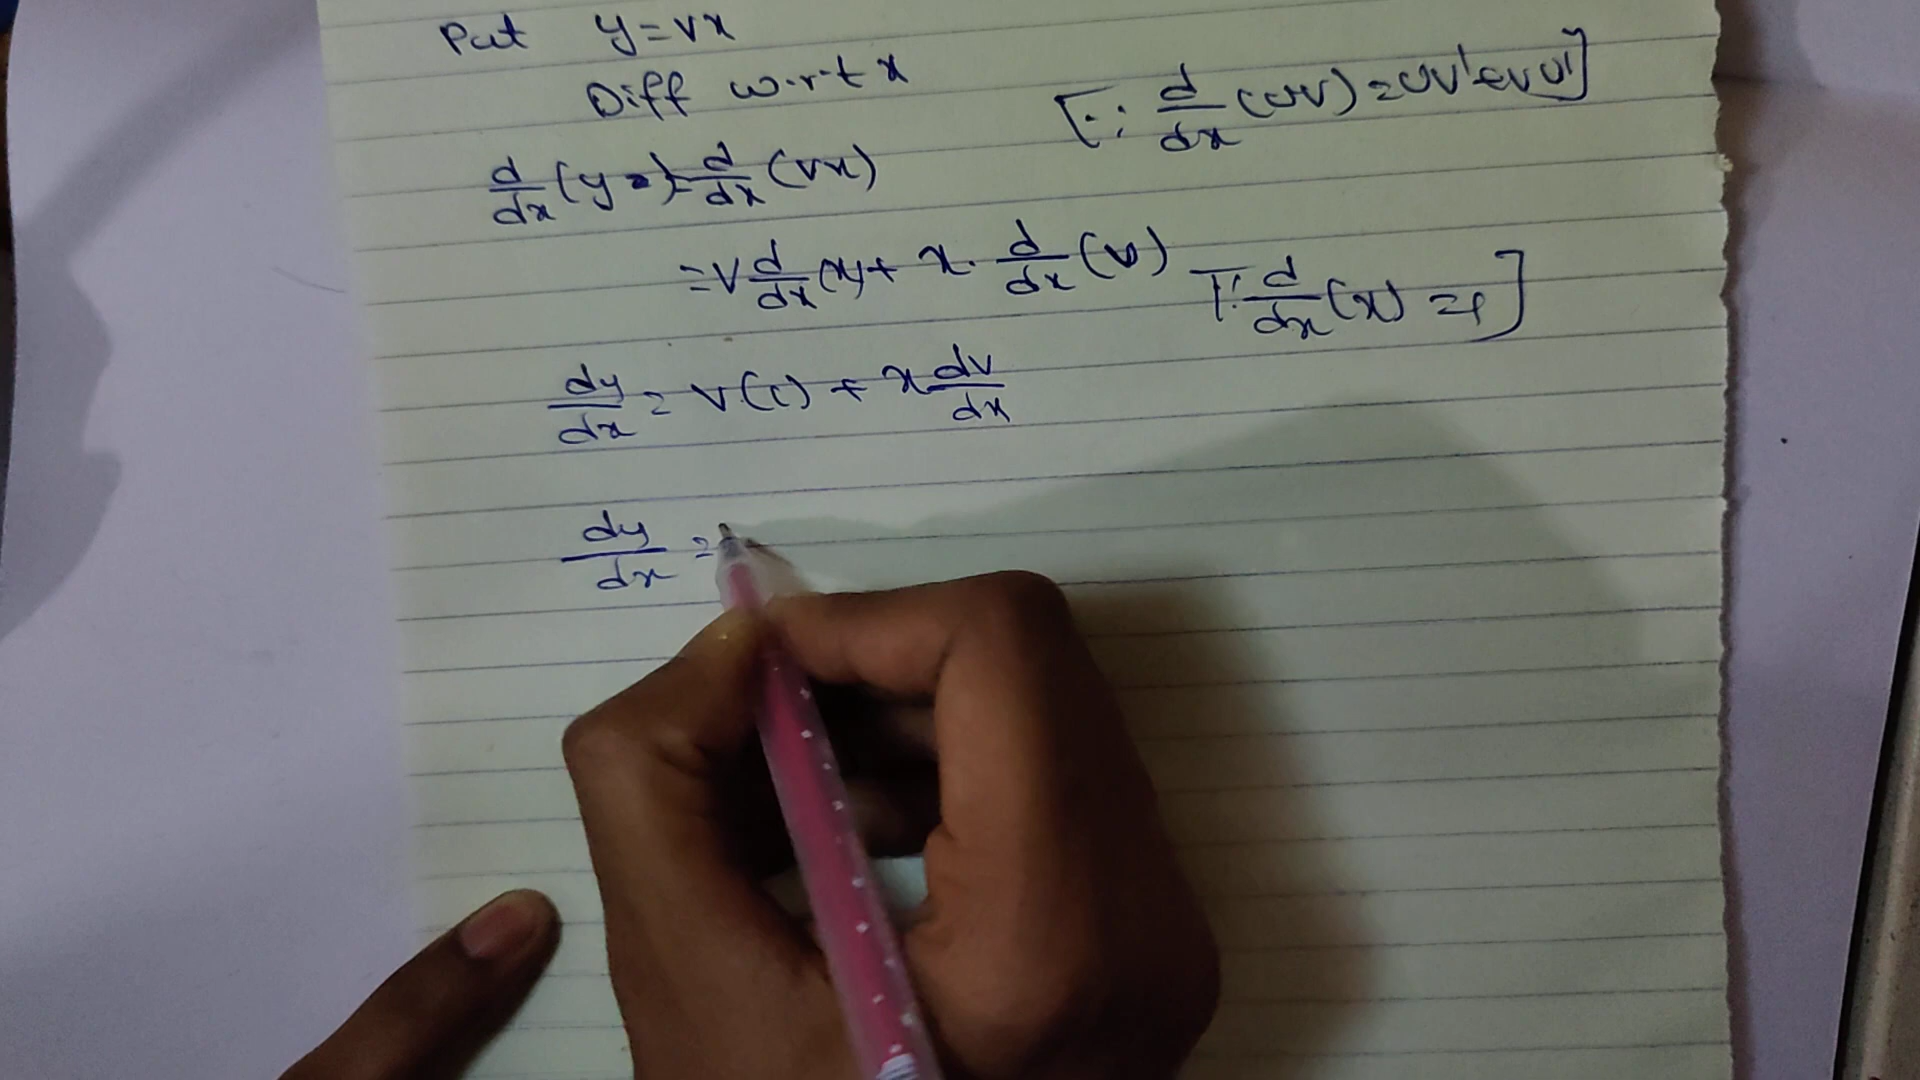 Put y=vx
Diff w.r.t x
d/dx (y=) = d/dx (vx) [∵ d/dx (uv) = uv'+vu']
= v d/dx (x) + x. d/dx (v) [∵ d/dx (x) = 1]
dy/dx = v(1) + x dv/dx
dy/dx =